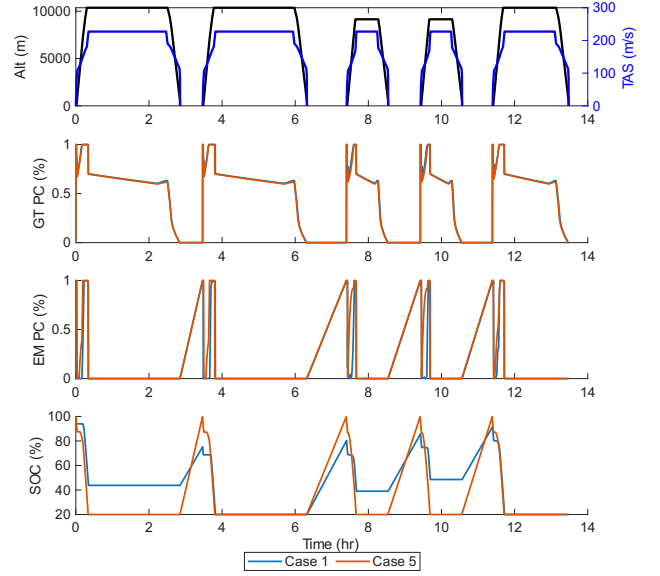 10000
5000
0
Alt (m)
300
200
100
0
TAS (m/s)
0 2 4 6 8 10 12 14
1
0.5
0
GT PC (%)
0 2 4 6 8 10 12 14
1
0.5
0
EM PC (%)
0 2 4 6 8 10 12 14
100
80
60
40
20
SOC (%)
0 2 4 6 8 10 12 14
Time (hr)
Case 1 Case 5